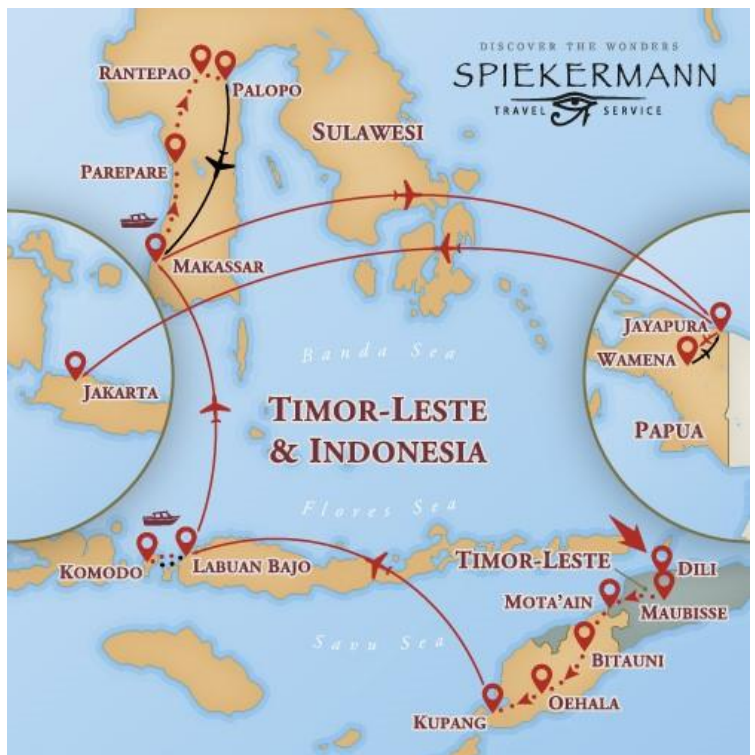 DISCOVER THE WONDERS
SPIEKERMANN
TRAVEL SERVICE
RANTEPAO
PALOPO
SULAWESI
PAREPARE
MAKASSAR
JAYAPURA
WAMENA
JAKARTA
PAPUA
Banda Sea
TIMOR-LESTE
& INDONESIA
Flores Sea
KOMODO
LABUAN BAJO
TIMOR-LESTE
DILI
MOTA'AIN
MAUBISSE
Savu Sea
BITAUNI
OEHALA
KUPANG